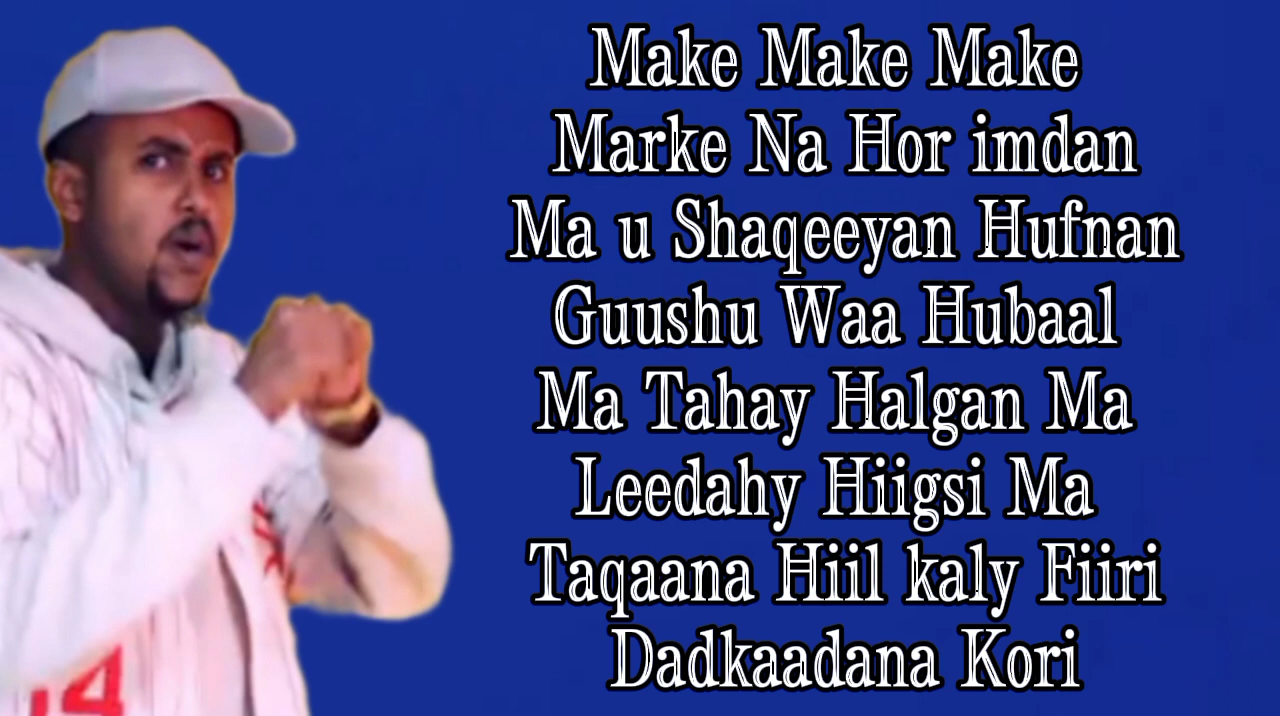 Make Make Make
Marke Na Hor imdan
Ma u Shaqeeyan Hufnan
Guushu Waa Hubaal
Ma Tahay Halgan Ma
Leedahy Hiigsi Ma
Taqaana Hiil kaly Fiiri
Dadkaadana Kori
14